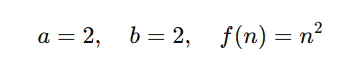 a = 2, b = 2, f(n) = n²